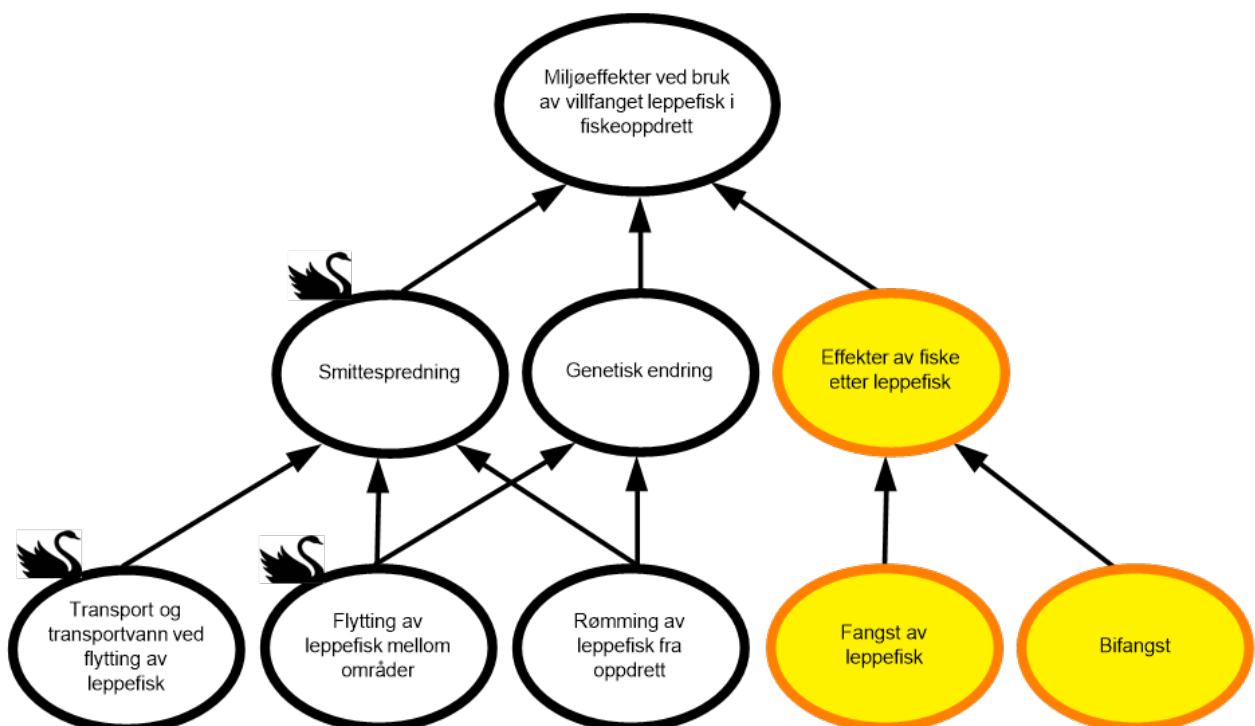 Miljøeffekter ved bruk
av villfanget leppefisk i
fiskeoppdrett
Smittespredning
Genetisk endring
Effekter av fiske
etter leppefisk
Transport og
transportvann ved
flytting av
leppefisk
Flytting av
leppefisk mellom
områder
Rømming av
leppefisk fra
oppdrett
Fangst av
leppefisk
Bifangst